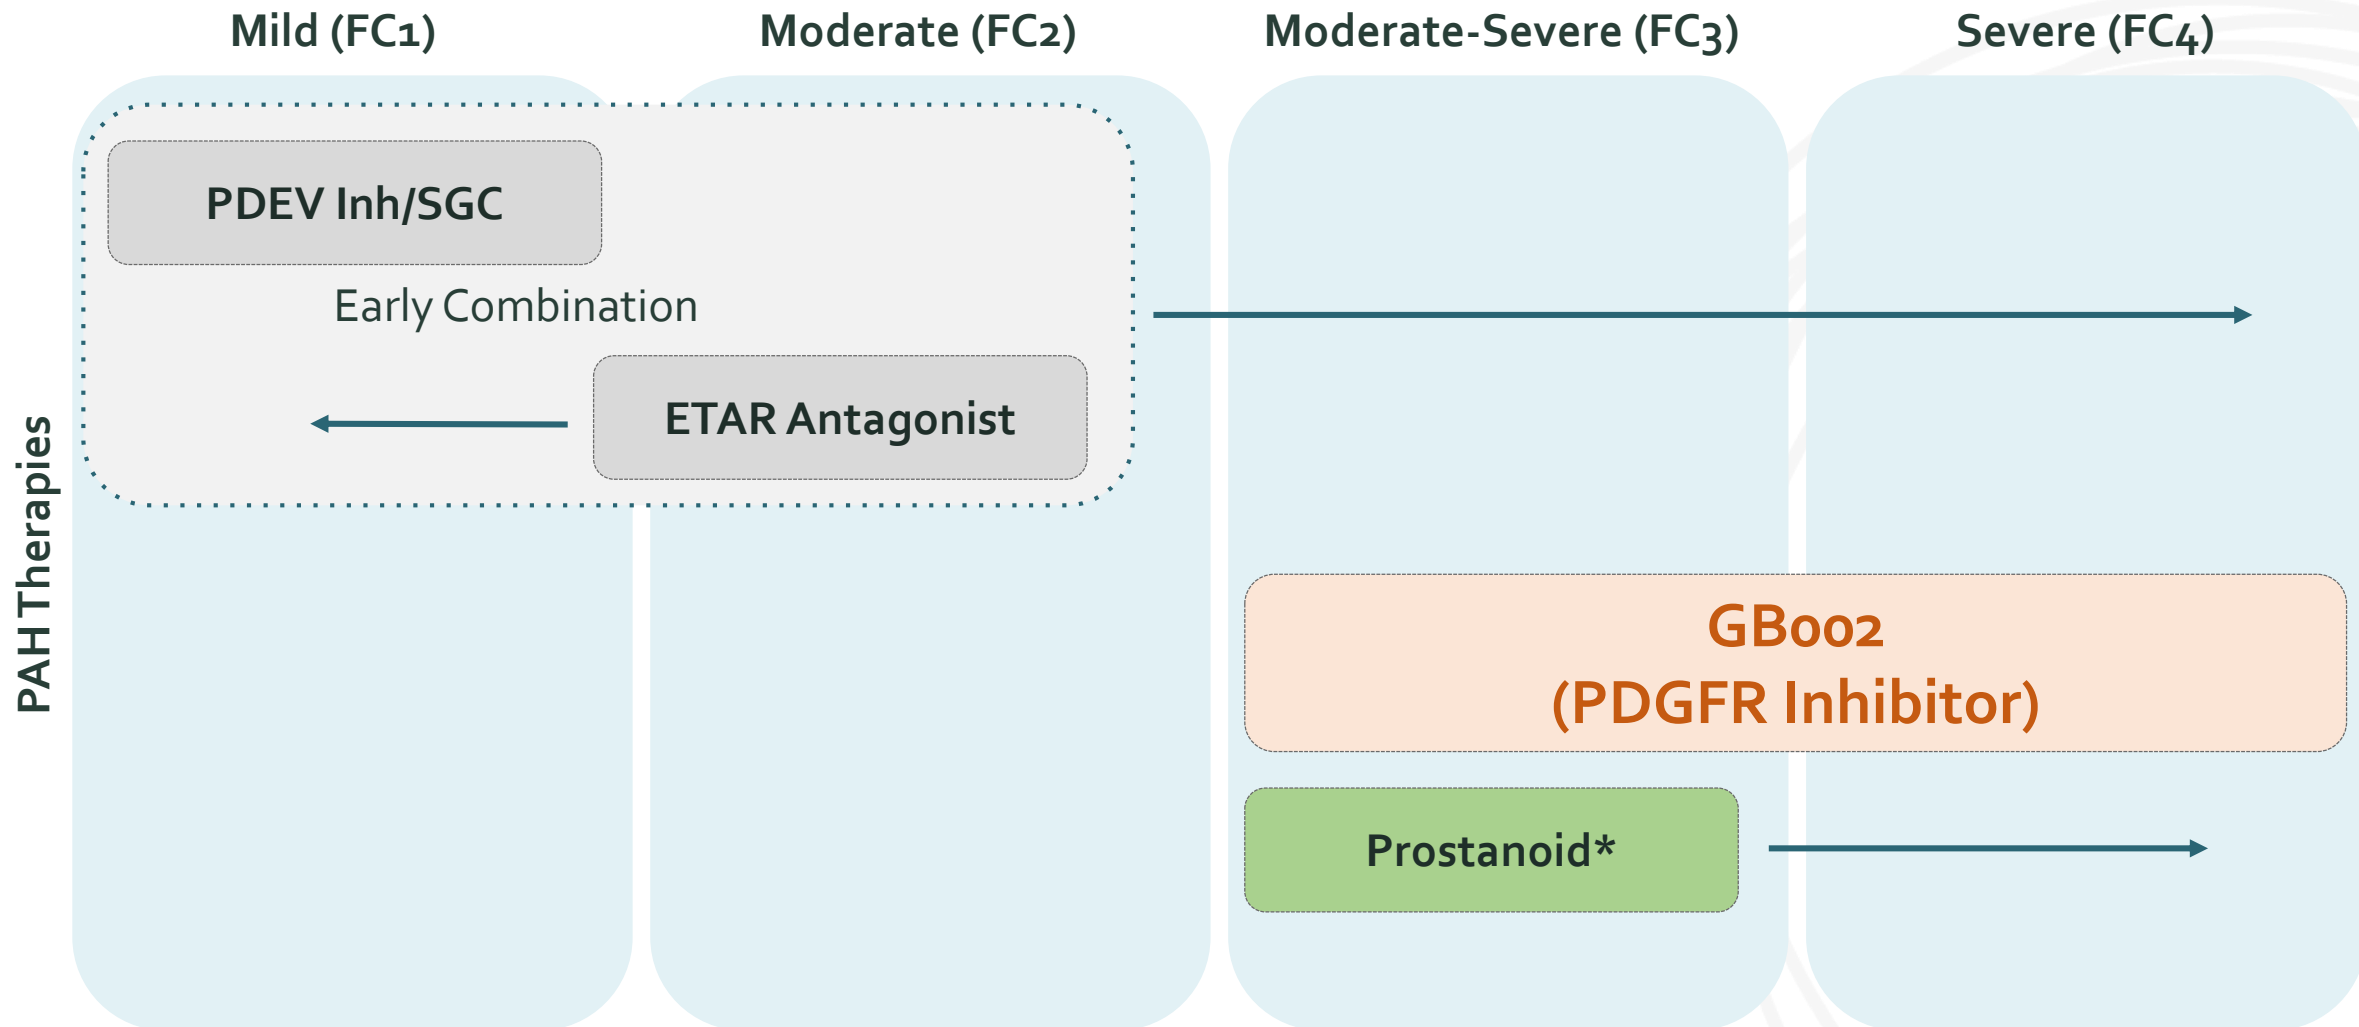 Mild (FC1)
Moderate (FC2)
Moderate-Severe (FC3)
Severe (FC4)
PAH Therapies
PDEV Inh/SGC
Early Combination
ETAR Antagonist
GB002
(PDGFR Inhibitor)
Prostanoid*